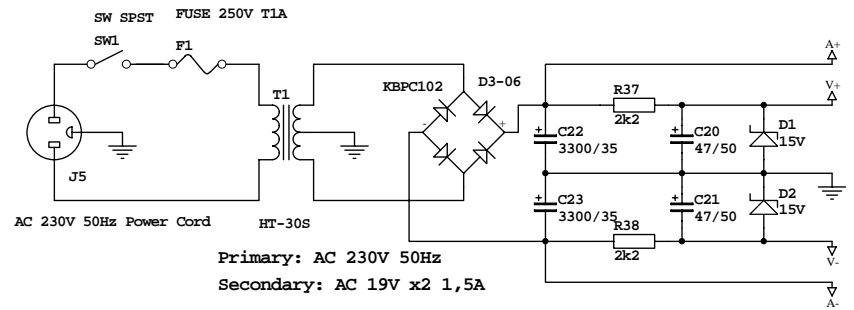 SW SPST
FUSE 250V T1A
SW1
F1
A+
T1
KBPC102
D3-06
V+
R37
2k2
-
+
+
C22
3300/35
+
C20
47/50
D1
15V
J5
+
C23
3300/35
+
C21
47/50
D2
15V
AC 230V 50Hz Power Cord
HT-30S
R38
2k2
V-
Primary: AC 230V 50Hz
Secondary: AC 19V x2 1,5A
A-